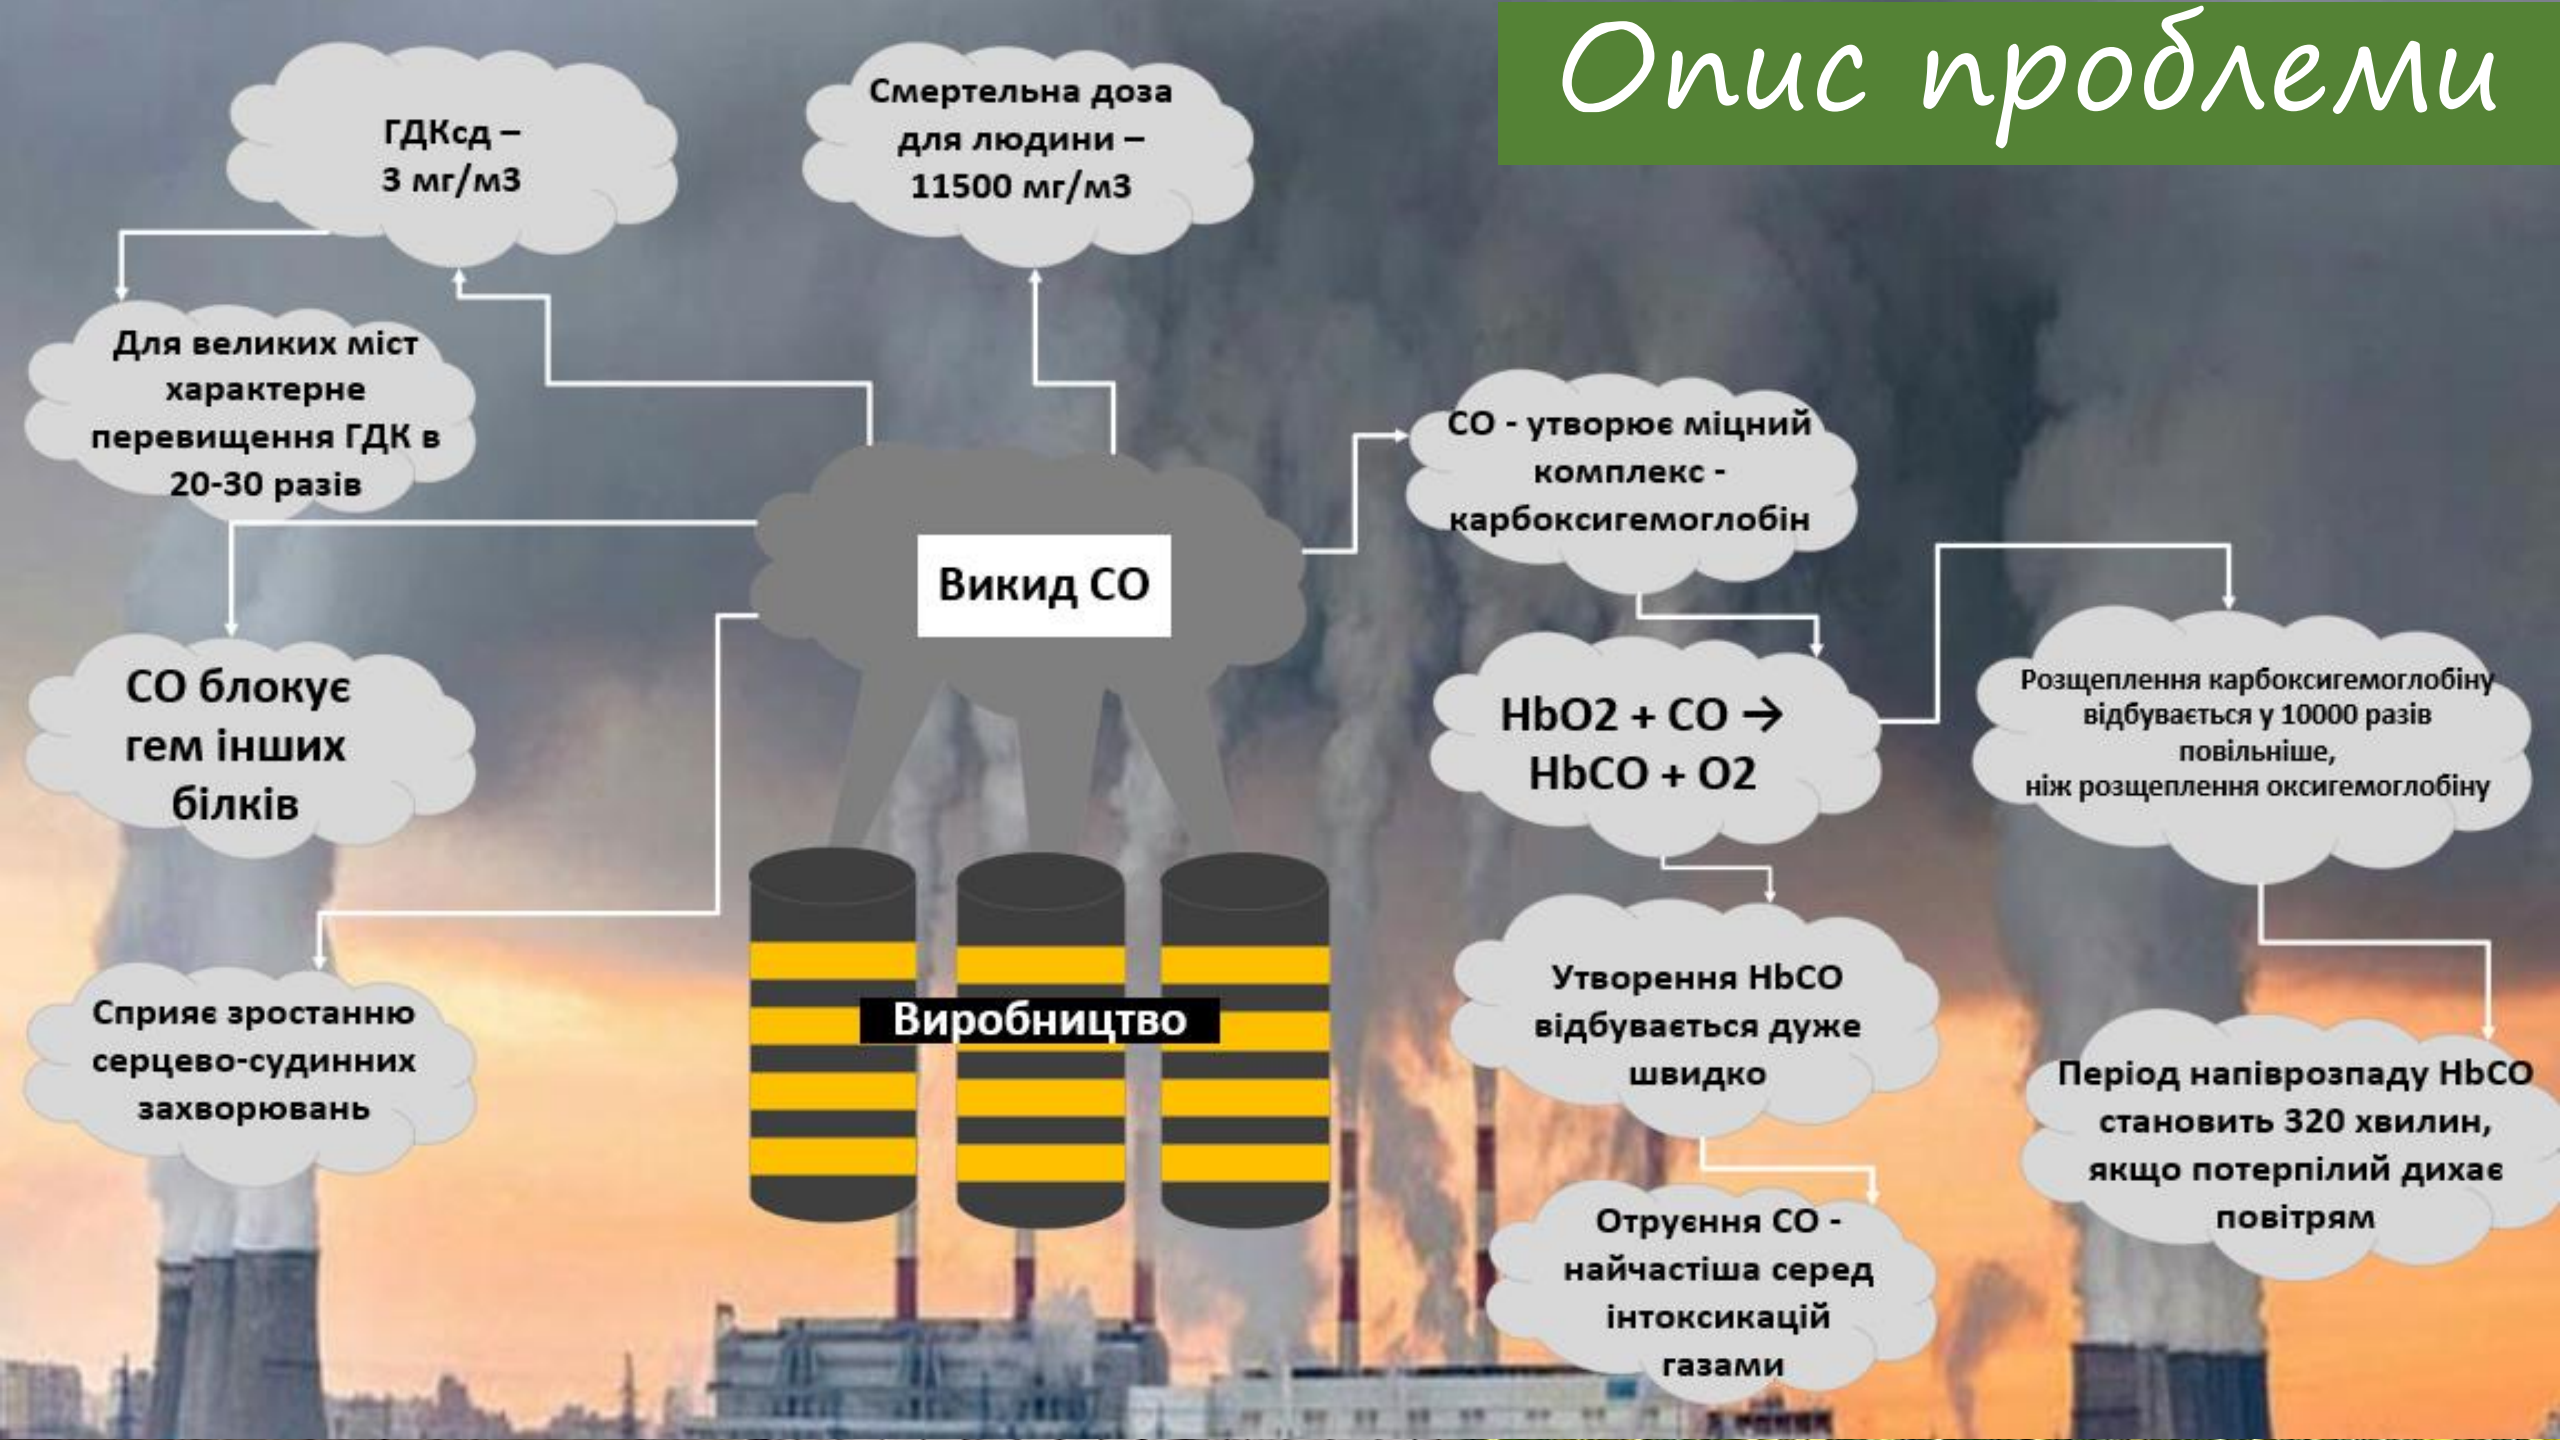 Опис проблеми
ГДКсд –
3 мг/м3
Смертельна доза
для людини –
11500 мг/м3
Для великих міст
характерне
перевищення ГДК в
20-30 разів
СО блокує
гем інших
білків
Сприяє зростанню
серцево-судинних
захворювань
Викид СО
Виробництво
СО - утворює міцний
комплекс -
карбоксигемоглобін
HbO2 + CO →
HbCO + O2
Розщеплення карбоксигемоглобіну
відбувається у 10000 разів
повільніше,
ніж розщеплення оксигемоглобіну
Утворення HbCO
відбувається дуже
швидко
Період напіврозпаду HbCO
становить 320 хвилин,
якщо потерпілий дихає
повітрям
Отруєння СО -
найчастіша серед
інтоксикацій
газами